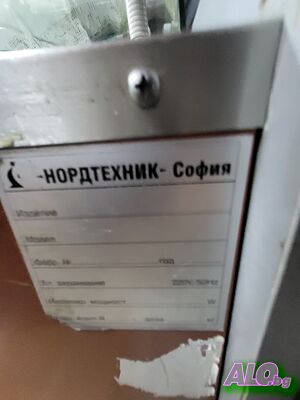 -НОРДТЕХНИК- София
Изделие
Модел
Фабр. № год.
Ел. захранване 220V/50Hz
W
ALO.bg